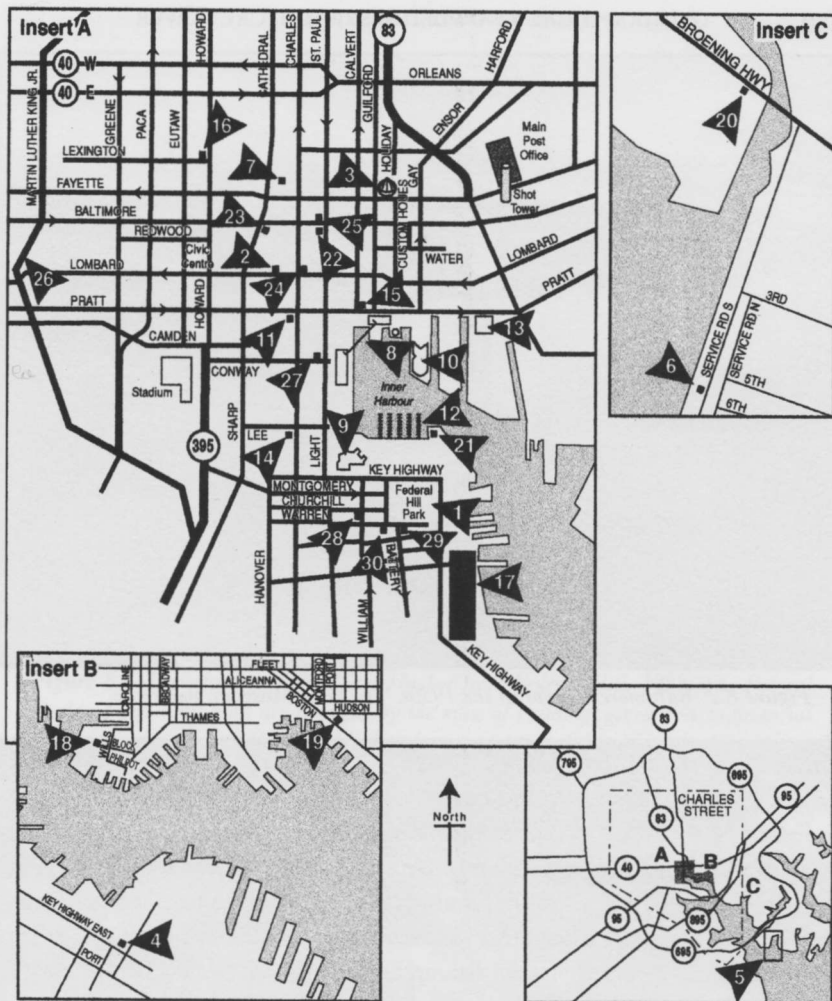 Insert A
40 W
40 E
83
HOWARD
CATHEDRAL
CHARLES
ST. PAUL
CALVERT
GUILFORD
HOLIDAY
HARFORD
ORLEANS
ENSOR
MARTIN LUTHER KING JR.
GREENE
PACA
EUTAW
16
LEXINGTON
7
3
GAY
Main
Post
Office
Shot
Tower
FAYETTE
BALTIMORE
23
25
REDWOOD
CUSTOM HOUSE
Civic
Centre
2
22
WATER
LOMBARD
LOMBARD
26
24
15
PRATT
PRATT
HOWARD
CAMDEN
11
8
10
13
CONWAY
27
Stadium
Inner
Harbour
12
9
21
395
SHARP
LEE
14
LIGHT
KEY HIGHWAY
MONTGOMERY
CHURCHILL
WARREN
Federal
Hill
Park
1
28
30
29
BATTERY
17
HANOVER
WILLIAM
KEY HIGHWAY
Insert C
BROENING HWY
20
3RD
SERVICE RD S
SERVICE RD N
6
5TH
6TH
Insert B
CAROLINE
BROADWAY
FLEET
ALICEANNA
BOSTON
MONTFORD
PORT
HUDSON
THAMES
18
WILLS
BLOCK
PHILPOT
19
KEY HIGHWAY EAST
4
PORT
North
83
795
695
95
CHARLES
STREET
83
A
B
40
C
95
895
695
5